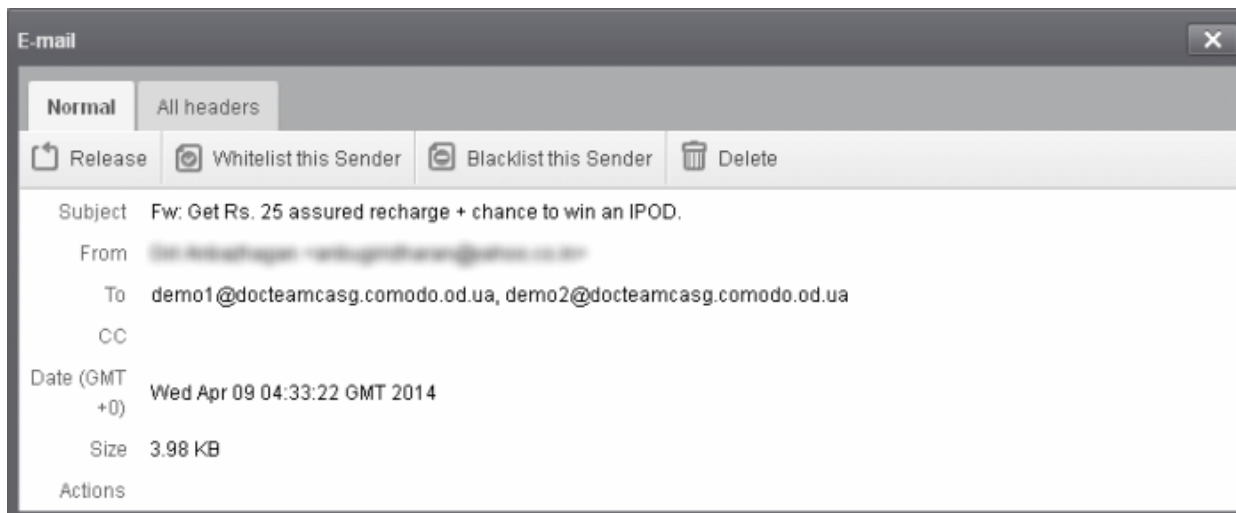 E-mail
Normal All headers
Release Whitelist this Sender Blacklist this Sender Delete
Subject Fw: Get Rs. 25 assured recharge + chance to win an IPOD.
From
To demo1@docteamcasg.comodo.od.ua, demo2@docteamcasg.comodo.od.ua
CC
Date (GMT
+0) Wed Apr 09 04:33:22 GMT 2014
Size 3.98 KB
Actions